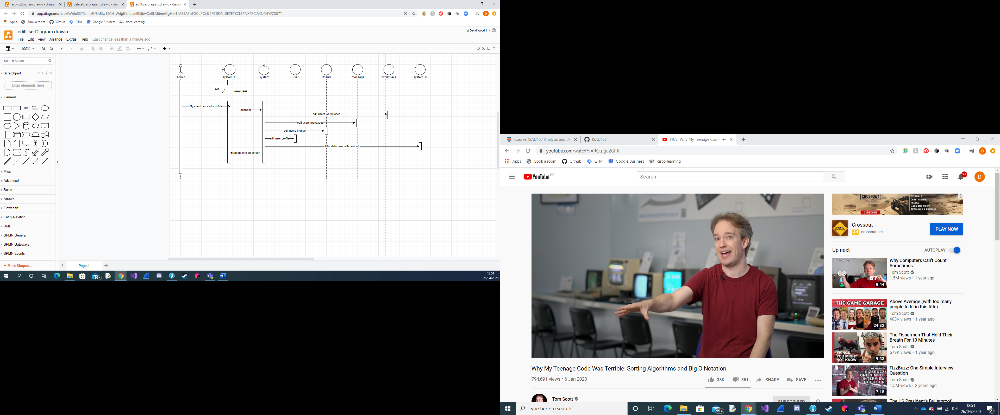 activityDiagram.drawio - diagram
deleteUserDiagram.drawio - diag
editUserDiagram.drawio - diagra
app.diagrams.net/#Wb!uS3Y2smc6U6hBlw1SCH-WdgICdueae9KijbwDx0LM6mnGgHie41AS5A3oEGCqPCc%2F01IDNLEEZETKCL6PNXFRCLVOJCHYFZ357T
Apps Book a room Github GTM Google Business cisco learning
editUserDiagram.drawio
(s) David Wood 1
File Edit View Arrange Extras Help Last change less than a minute ago
100%
Search Shapes
Scratchpad
Drag elements here
General
Text
Misc
Advanced
Basic
Arrows
Flowchart
Entity Relation
UML
BPMN General
BPMN Gateways
BPMN Events
+ More Shapes...
Page-1
:admin :systemUI :system :user :friend :message :workplace :systemDb
ref
viewUser
System User clicks delete
editUser
edit users workplaces
edit users messages
edit users friends
edit user profile
Alter database with new info
Update info on screen
99+
18:51
26/04/2020
Course: ISAD157 Analysis and De
ISAD157
(108) Why My Teenage Code
youtube.com/watch?v=RGuJga2Gl_k
Apps Book a room Github GTM Google Business cisco learning
YouTube GB
Search
9+
D
CROSSOUT
TUTORIALS
CRAFT REVIEWS
TACTICS
MAPS AND GUIDES
DEVELOPER'S ANSWERS
SUBSCRIBE
Crossout
Ad crossout.net
PLAY NOW
Up next
AUTOPLAY
THE BASICS
68
67
8:44
Why Computers Can't Count
Sometimes
Tom Scott
1.5M views • 1 year ago
THE GAME GARAGE
24:32
Above Average (with too many
people to fit in this title)
Tom Scott
403K views • 1 year ago
THINGS
YOU MIGHT
NOT KNOW
9:33
The Fishermen That Hold Their
Breath For 10 Minutes
Tom Scott
679K views • 1 year ago
THE BASICS
FIZZBUZZ:
ONE SIMPLE
INTERVIEW
QUESTION
7:18
FizzBuzz: One Simple Interview
Question
Tom Scott
1.5M views • 2 years ago
The US President's Bulletproof
Why My Teenage Code Was Terrible: Sorting Algorithms and Big O Notation
794,691 views • 6 Jan 2020
38K 351 SHARE SAVE
Tom Scott
SUBSCRIBED
Type here to search
99+
18:51
26/04/2020
21